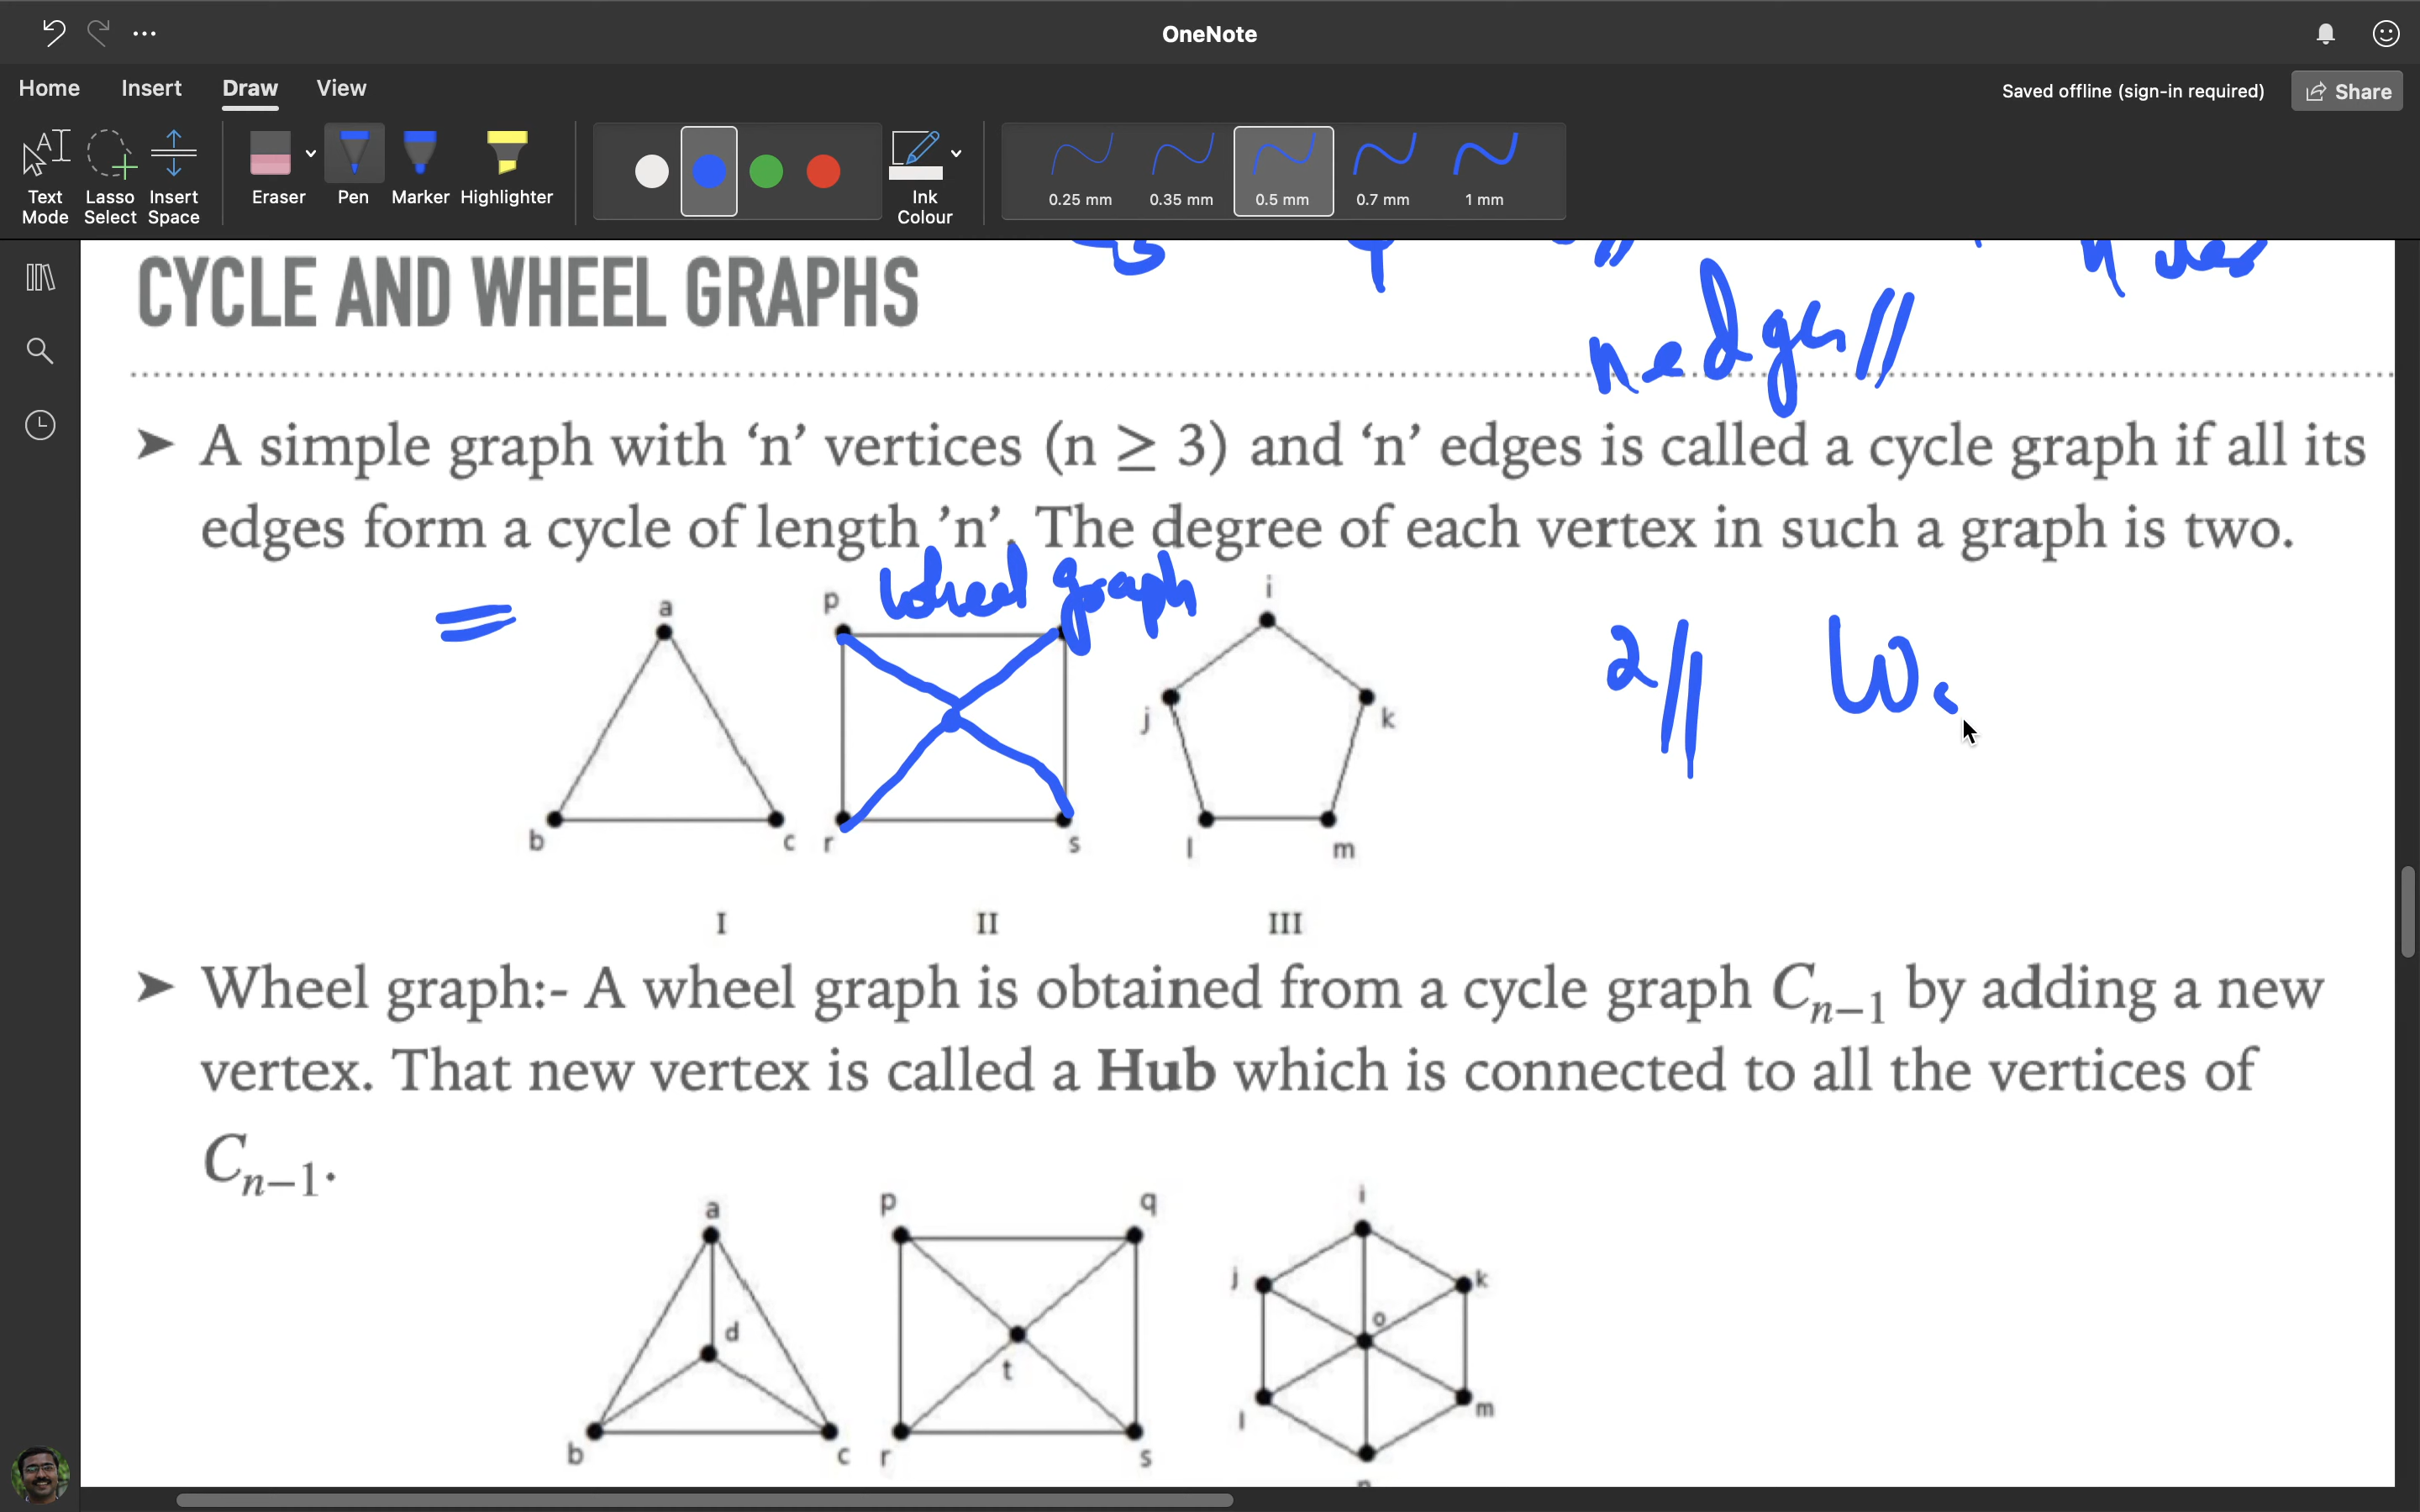 OneNote
Home Insert Draw View
Saved offline (sign-in required) Share
Text Mode
Lasso Select
Insert Space
Eraser
Pen
Marker
Highlighter
Ink Colour
0.25 mm 0.35 mm 0.5 mm 0.7 mm 1 mm
CYCLE AND WHEEL GRAPHS
n edges
➤ A simple graph with ‘n’ vertices (n ≥ 3) and ‘n’ edges is called a cycle graph if all its
edges form a cycle of length ’n’. The degree of each vertex in such a graph is two.
wheel graph
a p i
2 W
j k
b c r s l m
I II III
➤ Wheel graph:- A wheel graph is obtained from a cycle graph Cₙ₋₁ by adding a new
vertex. That new vertex is called a Hub which is connected to all the vertices of
Cₙ₋₁.
a p q i
j k
d o
t
l m
b c r s